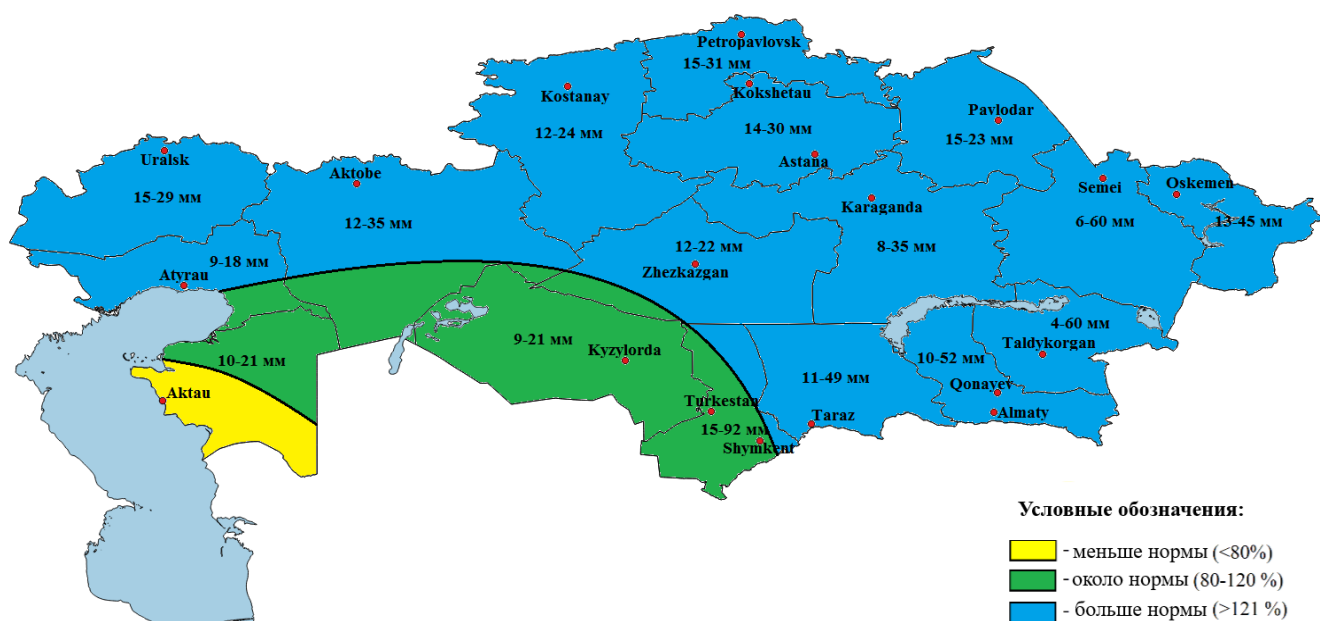 Petropavlovsk
15-31 мм
Kokshetau
Kostanay
12-24 мм
14-30 мм
Astana
Pavlodar
15-23 мм
Uralsk
15-29 мм
Aktobe
12-35 мм
Semei
6-60 мм
Oskemen
13-45 мм
Karaganda
8-35 мм
12-22 мм
Zhezkazgan
9-18 мм
Atyrau
4-60 мм
Taldykorgan
10-52 мм
Qonayev
Almaty
9-21 мм
Kyzylorda
10-21 мм
Aktau
11-49 мм
Taraz
Turkestan
15-92 мм
Shymkent
Условные обозначения:
- меньше нормы (<80%)
- около нормы (80-120 %)
- больше нормы (>121 %)